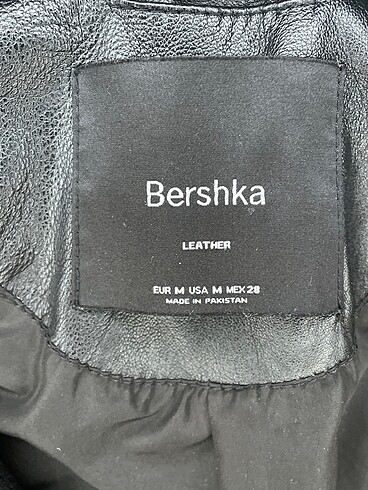 Bershka
LEATHER
EUR M USA M MEX 28
MADE IN PAKISTAN